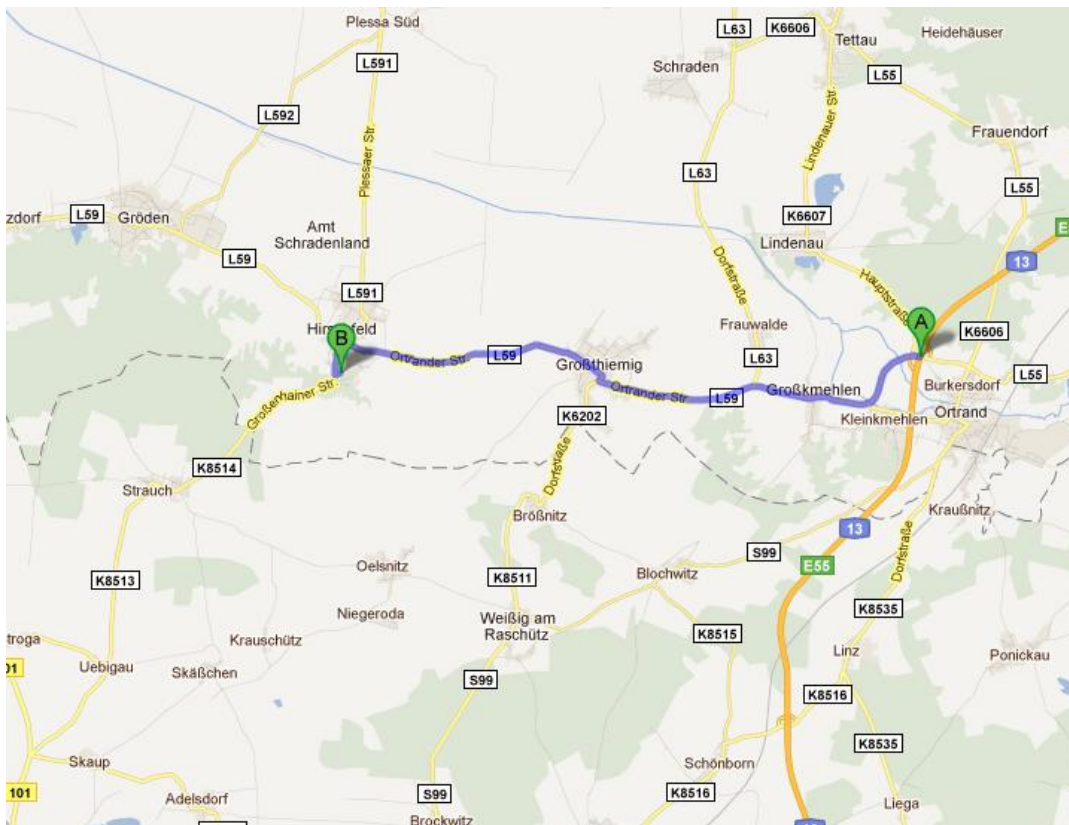 Plessa Süd
L63
K6606
Tettau
Heidehäuser
L591
Schraden
L55
L592
Plessaer Str.
Lindenauer Str.
Frauendorf
L63
L55
zdorf
L59
Gröden
K6607
Amt
Schradenland
Lindenau
E
L59
13
Dorfstraße
Hauptstraße
L591
Frauwalde
A
K6606
B
Ortrander Str.
L59
L63
Großthiemig
Großkmehlen
L55
Burkersdorf
Großenhainer Str.
Ortrander Str.
L59
Ortrand
K6202
Kleinkmehlen
K8514
Dorfstraße
Strauch
Kraußnitz
Brößnitz
13
S99
Dorfstraße
Oelsnitz
E55
K8513
K8511
Blochwitz
Niegeroda
K8535
Weißig am
Raschütz
K8515
troga
Krauschütz
Linz
Ponickau
01
Uebigau
Skäßchen
S99
K8516
K8535
Skaup
Schönborn
101
Adelsdorf
S99
K8516
Liega
Brockwitz